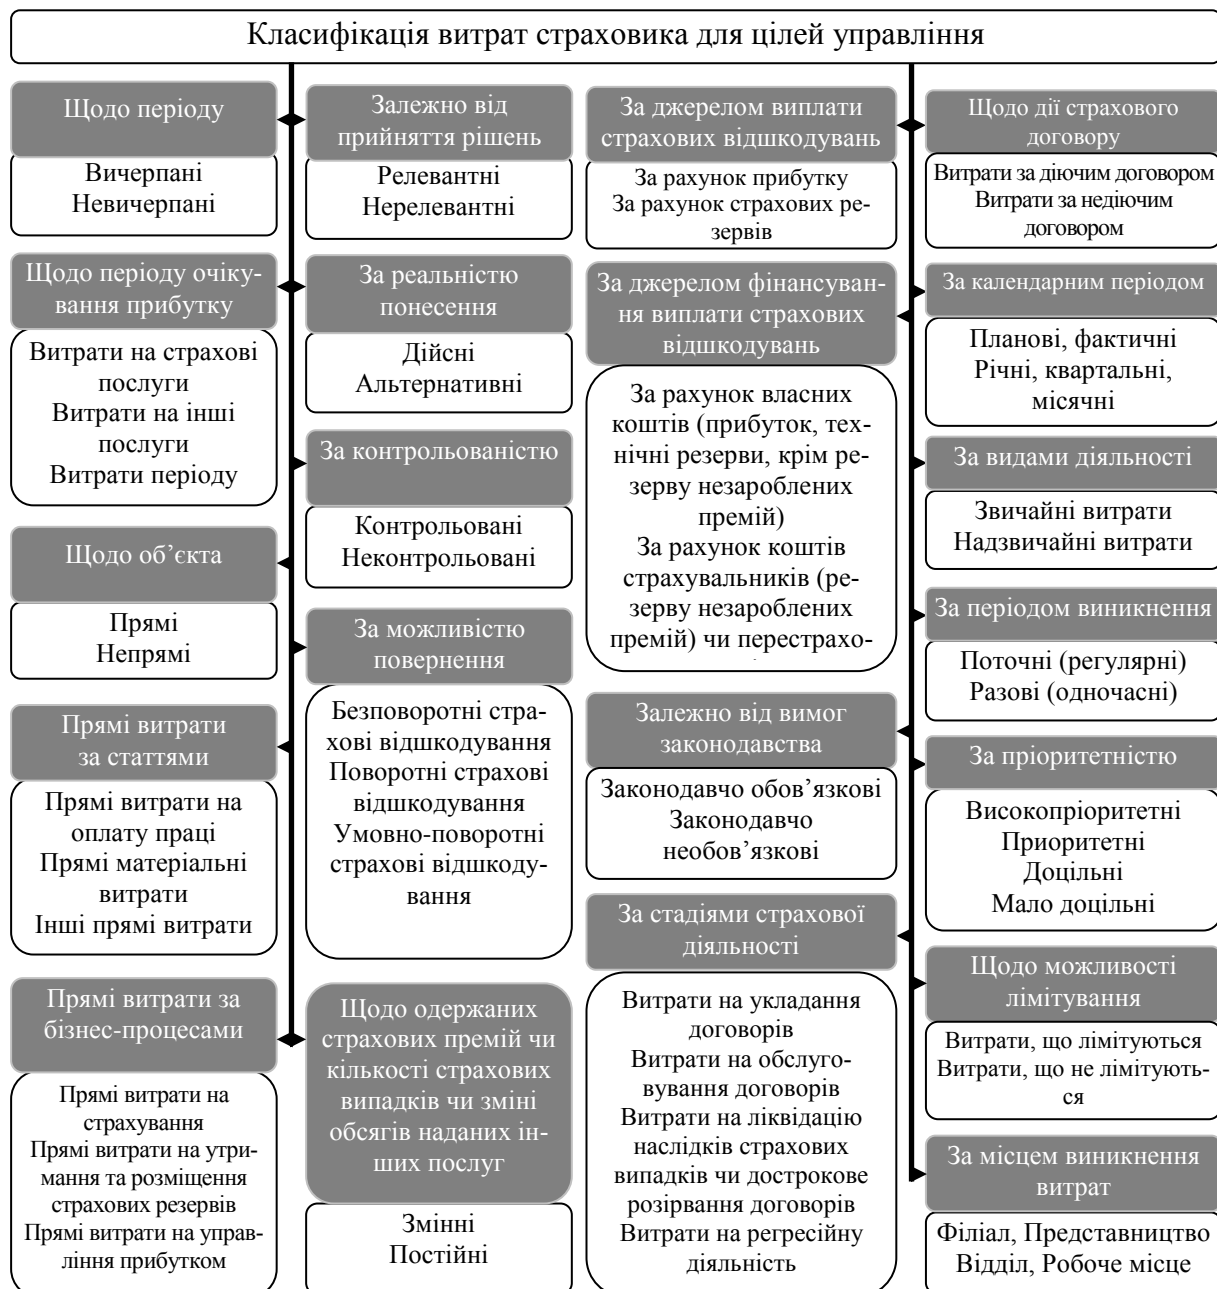 Класифікація витрат страховика для цілей управління
Щодо періоду
Вичерпані
Невичерпані
Щодо періоду очіку-
вання прибутку
Витрати на страхові
послуги
Витрати на інші
послуги
Витрати періоду
Щодо об’єкта
Прямі
Непрямі
Прямі витрати
за статтями
Прямі витрати на
оплату праці
Прямі матеріальні
витрати
Інші прямі витрати
Прямі витрати за
бізнес-процесами
Прямі витрати на
страхування
Прямі витрати на утри-
мання та розміщення
страхових резервів
Прямі витрати на управ-
ління прибутком
Залежно від
прийняття рішень
Релевантні
Нерелевантні
За реальністю
понесення
Дійсні
Альтернативні
За контрольованістю
Контрольовані
Неконтрольовані
За можливістю
повернення
Безповоротні стра-
хові відшкодування
Поворотні страхові
відшкодування
Умовно-поворотні
страхові відшкоду-
вання
Щодо одержаних
страхових премій чи
кількості страхових
випадків чи зміні
обсягів наданих ін-
ших послуг
Змінні
Постійні
За джерелом виплати
страхових відшкодувань
За рахунок прибутку
За рахунок страхових ре-
зервів
За джерелом фінансуван-
ня виплати страхових
відшкодувань
За рахунок власних
коштів (прибуток, тех-
нічні резерви, крім ре-
зерву незароблених
премій)
За рахунок коштів
страхувальників (ре-
зерву незароблених
премій) чи перестрахо-
Залежно від вимог
законодавства
Законодавчо обов’язкові
Законодавчо
необов’язкові
За стадіями страхової
діяльності
Витрати на укладання
договорів
Витрати на обслуго-
вування договорів
Витрати на ліквідацію
наслідків страхових
випадків чи дострокове
розірвання договорів
Витрати на регресійну
діяльність
Щодо дії страхового
договору
Витрати за діючим договором
Витрати за недіючим
договором
За календарним періодом
Планові, фактичні
Річні, квартальні,
місячні
За видами діяльності
Звичайні витрати
Надзвичайні витрати
За періодом виникнення
Поточні (регулярні)
Разові (одночасні)
За пріоритетністю
Високопріоритетні
Приоритетні
Доцільні
Мало доцільні
Щодо можливості
лімітування
Витрати, що лімітуються
Витрати, що не лімітують-
ся
За місцем виникнення
витрат
Філіал, Представництво
Відділ, Робоче місце